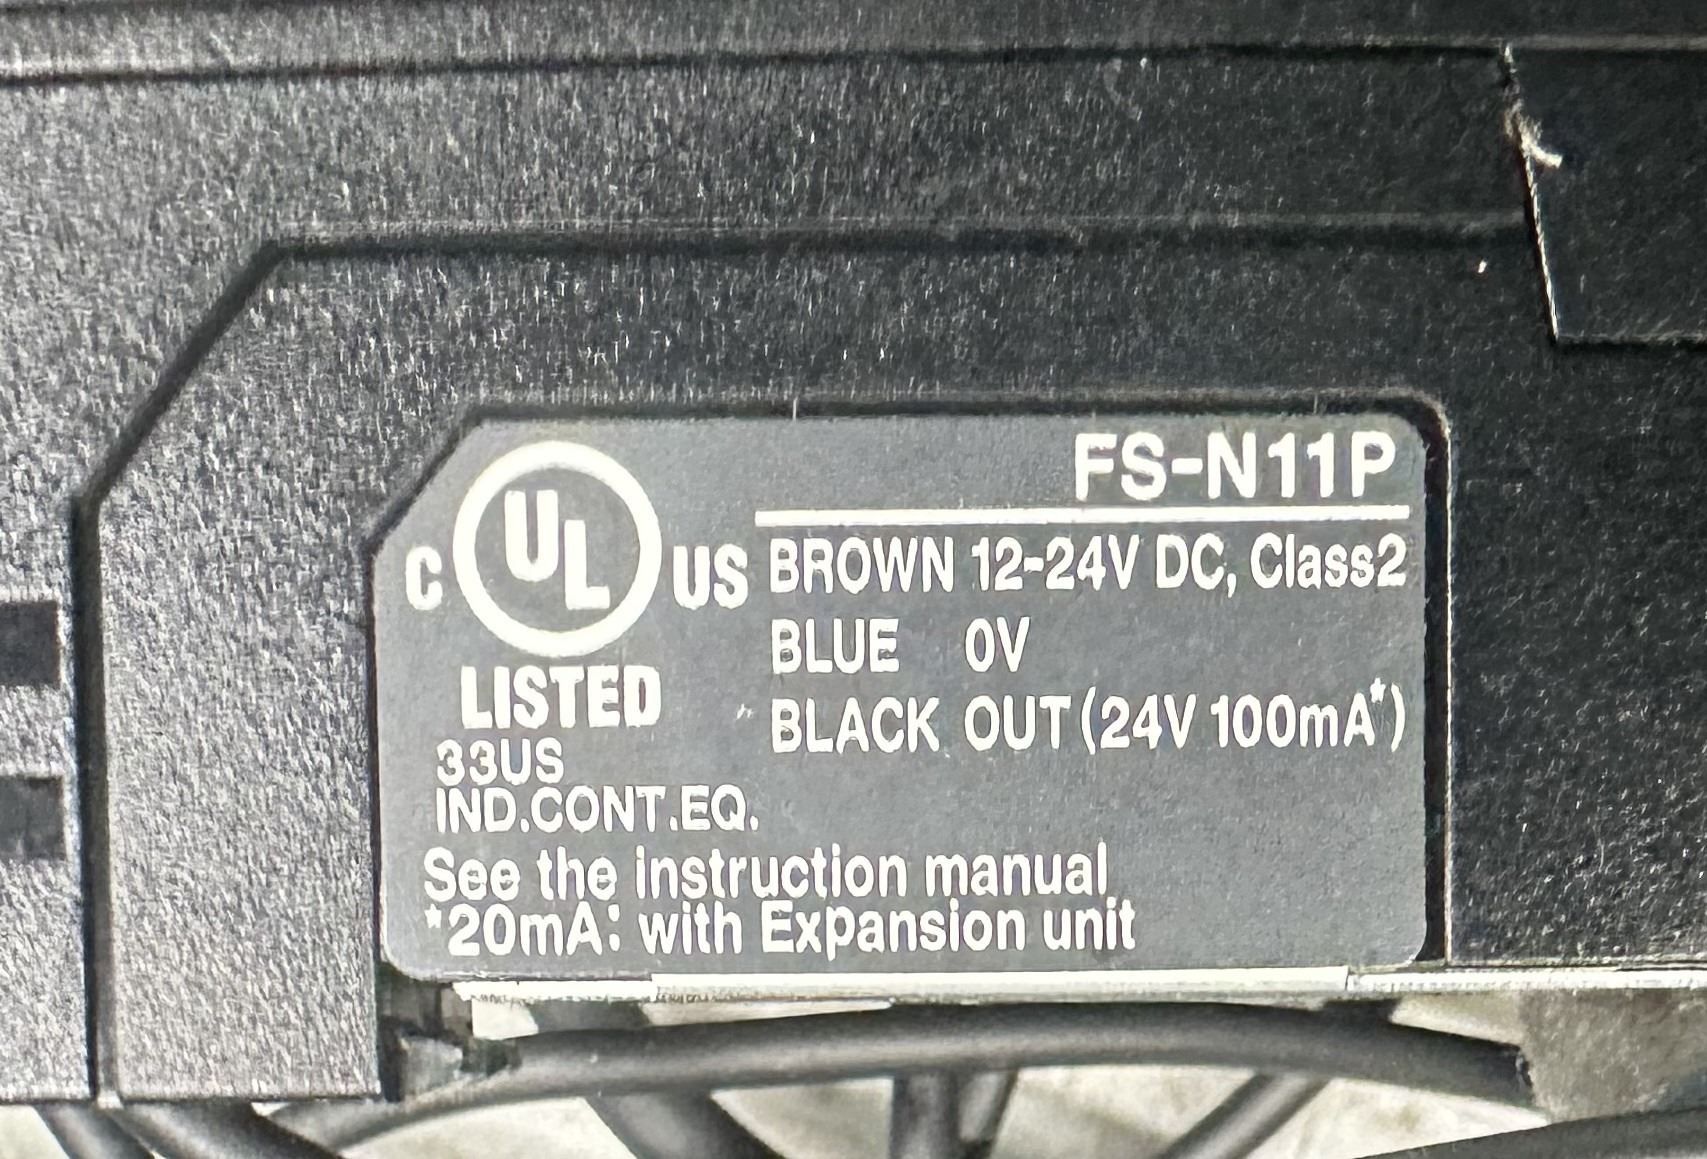 FS-N11P
C UL US
LISTED
33US
IND.CONT.EQ.
BROWN 12-24V DC, Class2
BLUE 0V
BLACK OUT (24V 100mA*)
See the instruction manual
*20mA: with Expansion unit